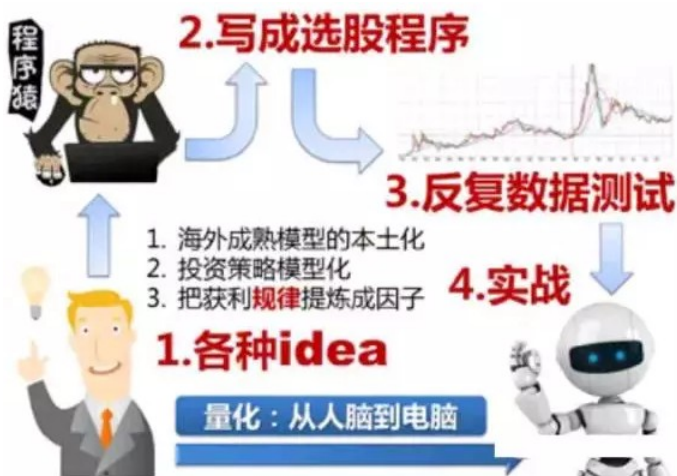 程序猿
2.写成选股程序
3.反复数据测试
1. 海外成熟模型的本土化
2. 投资策略模型化
3. 把获利规律提炼成因子
4.实战
1.各种idea
量化：从人脑到电脑